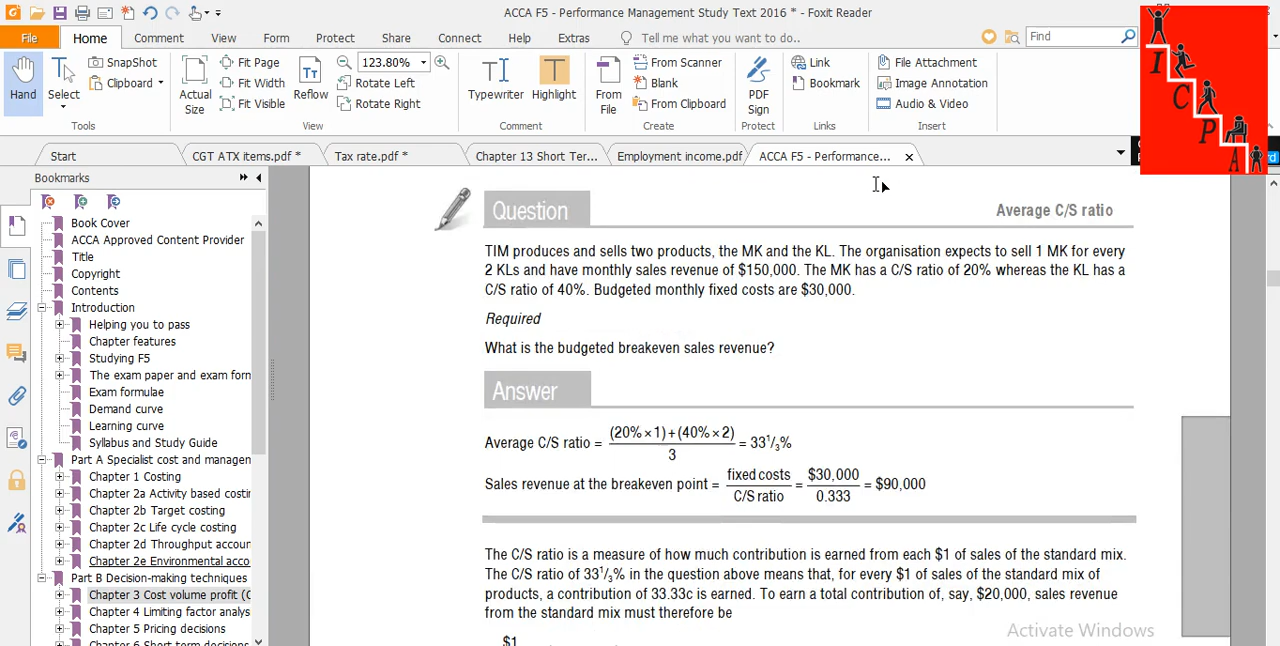 ACCA F5 - Performance Management Study Text 2016 * - Foxit Reader
File Home Comment View Form Protect Share Connect Help Extras Tell me what you want to do.. Find
Hand Select SnapShot Clipboard Actual Size Fit Page Fit Width Fit Visible Reflow 123.80% Rotate Left Rotate Right Typewriter Highlight From File From Scanner Blank From Clipboard PDF Sign Link Bookmark File Attachment Image Annotation Audio & Video
Tools View Comment Create Protect Links Insert
I
C
P
A
Start CGT ATX items.pdf * Tax rate.pdf * Chapter 13 Short Ter... Employment income.pdf ACCA F5 - Performance...
Bookmarks
Book Cover
ACCA Approved Content Provider
Title
Copyright
Contents
Introduction
Helping you to pass
Chapter features
Studying F5
The exam paper and exam form
Exam formulae
Demand curve
Learning curve
Syllabus and Study Guide
Part A Specialist cost and managem
Chapter 1 Costing
Chapter 2a Activity based costin
Chapter 2b Target costing
Chapter 2c Life cycle costing
Chapter 2d Throughput accour
Chapter 2e Environmental acco
Part B Decision-making techniques
Chapter 3 Cost volume profit (C
Chapter 4 Limiting factor analys
Chapter 5 Pricing decisions
Chapter 6 Short term decisions
Question Average C/S ratio
TIM produces and sells two products, the MK and the KL. The organisation expects to sell 1 MK for every
2 KLs and have monthly sales revenue of $150,000. The MK has a C/S ratio of 20% whereas the KL has a
C/S ratio of 40%. Budgeted monthly fixed costs are $30,000.
Required
What is the budgeted breakeven sales revenue?
Answer
Average C/S ratio = (20%×1)+(40%×2) / 3 = 33 1/3%
Sales revenue at the breakeven point = fixed costs / C/S ratio = $30,000 / 0.333 = $90,000
The C/S ratio is a measure of how much contribution is earned from each $1 of sales of the standard mix.
The C/S ratio of 33 1/3% in the question above means that, for every $1 of sales of the standard mix of
products, a contribution of 33.33c is earned. To earn a total contribution of, say, $20,000, sales revenue
from the standard mix must therefore be
$1
Activate Windows